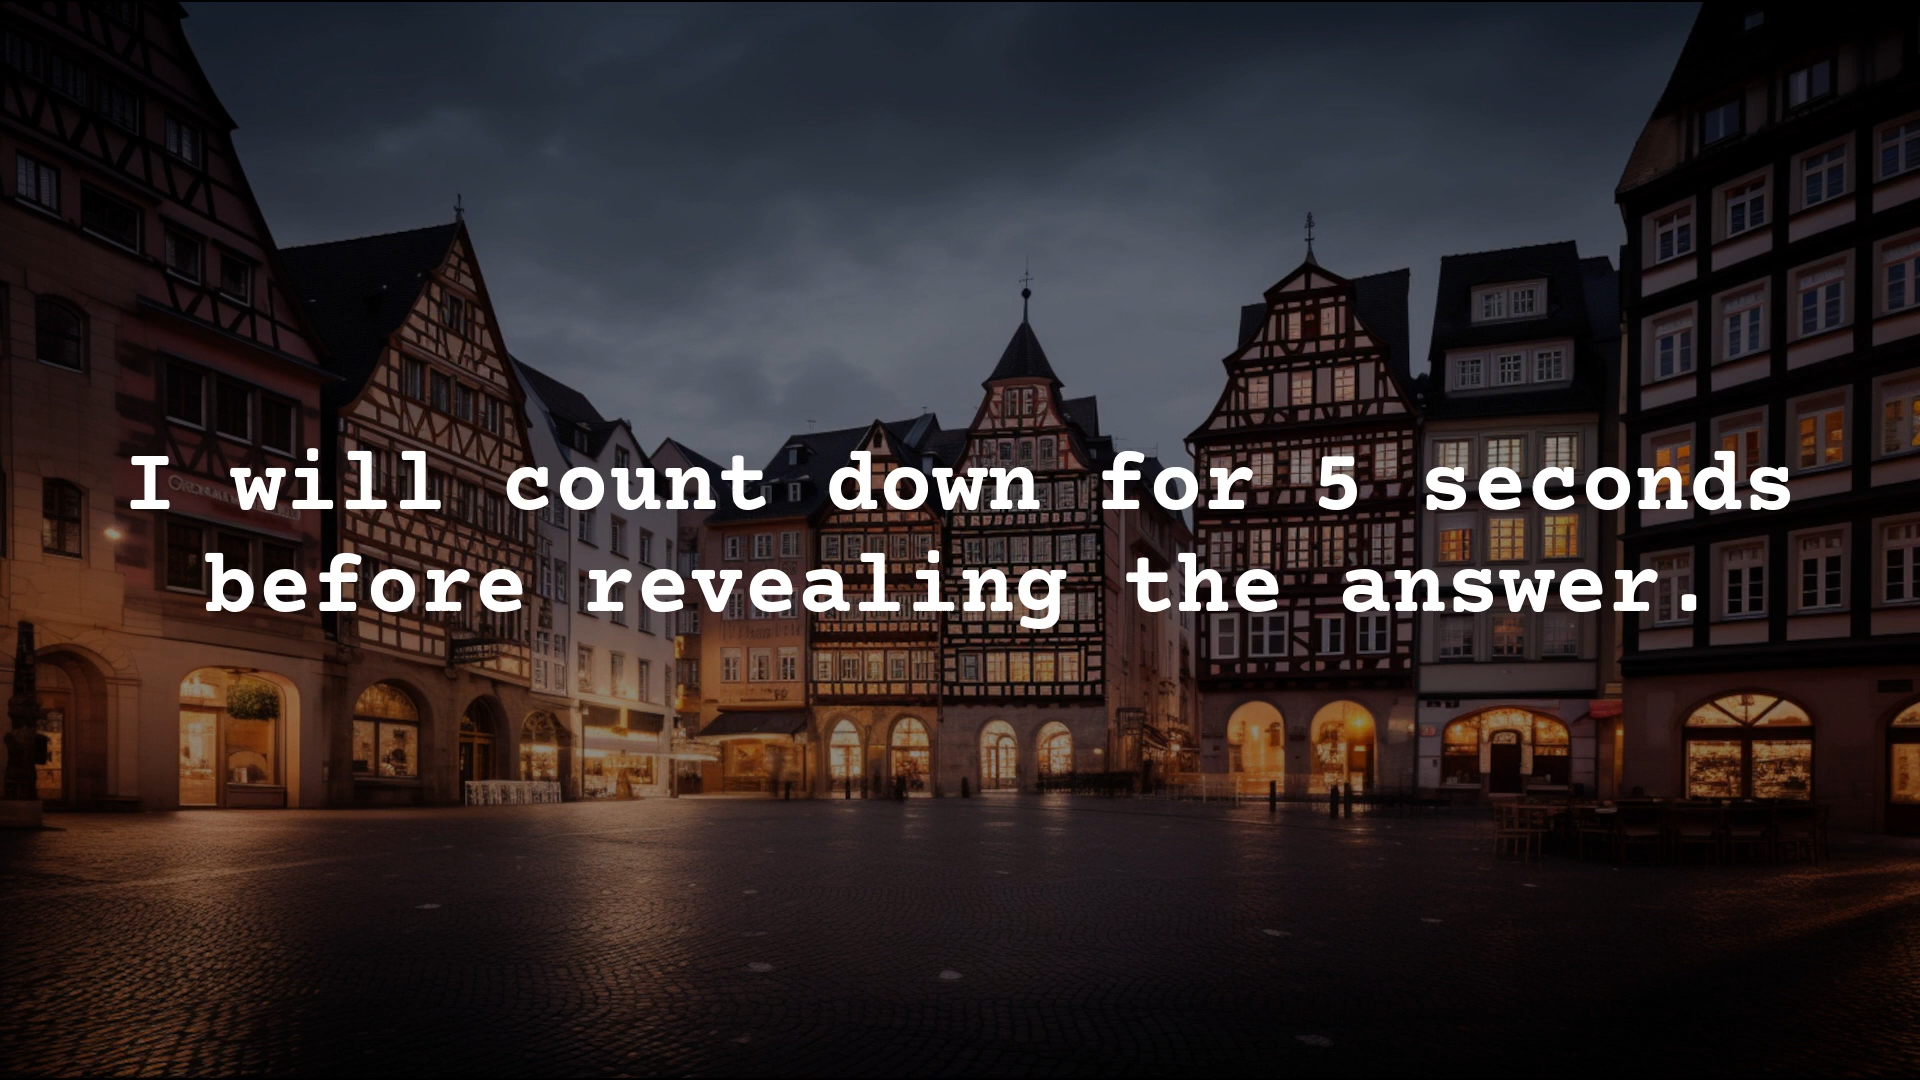 I will count down for 5 seconds
before revealing the answer.